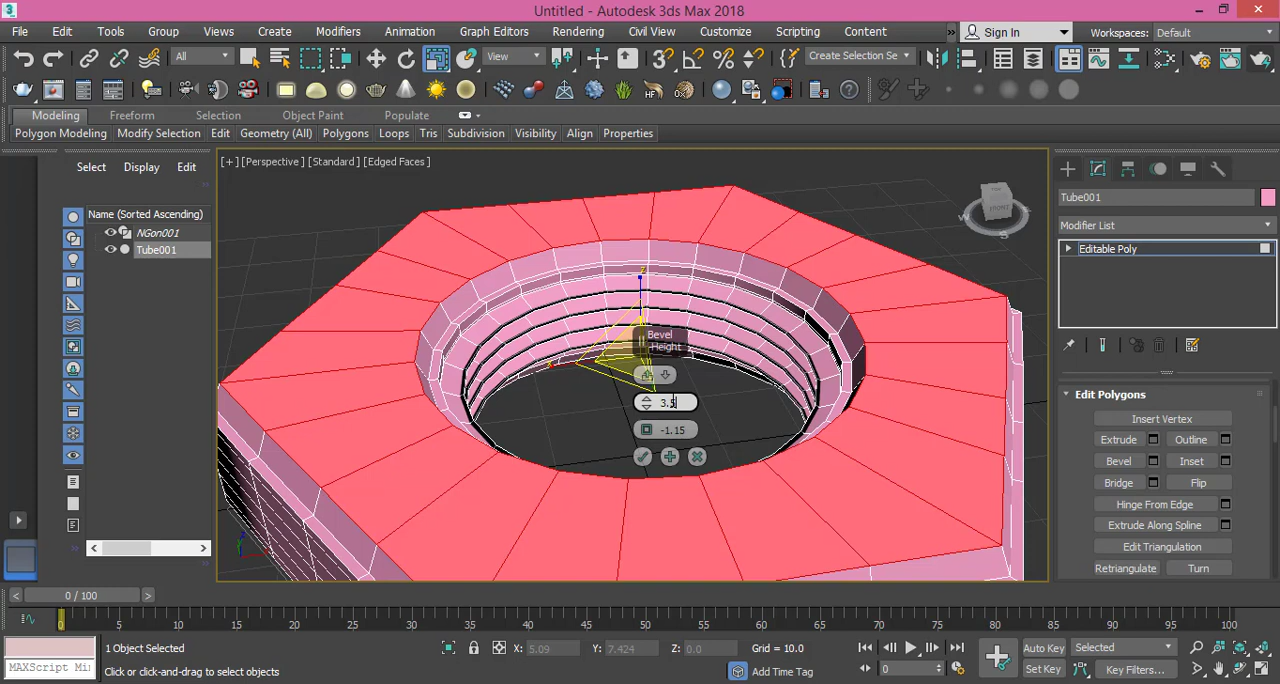 3 Untitled - Autodesk 3ds Max 2018
File Edit Tools Group Views Create Modifiers Animation Graph Editors Rendering Civil View Customize Scripting Content » Sign In Workspaces: Default
All View Create Selection Se
Modeling Freeform Selection Object Paint Populate
Polygon Modeling Modify Selection Edit Geometry (All) Polygons Loops Tris Subdivision Visibility Align Properties
Select Display Edit
Name (Sorted Ascending)
NGon001
Tube001
[+] [Perspective] [Standard] [Edged Faces]
TOP
FRONT
W
S
z
x
Bevel
Height
3.5
-1.15
Tube001
Modifier List
Editable Poly
Edit Polygons
Insert Vertex
Extrude Outline
Bevel Inset
Bridge Flip
Hinge From Edge
Extrude Along Spline
Edit Triangulation
Retriangulate Turn
< 0 / 100 >
0 5 10 15 20 25 30 35 40 45 50 55 60 65 70 75 80 85 90 95 100
MAXScript Mi
1 Object Selected
Click or click-and-drag to select objects
X: 5.09 Y: 7.424 Z: 0.0 Grid = 10.0
Add Time Tag
0
Auto Key Selected
Set Key Key Filters...